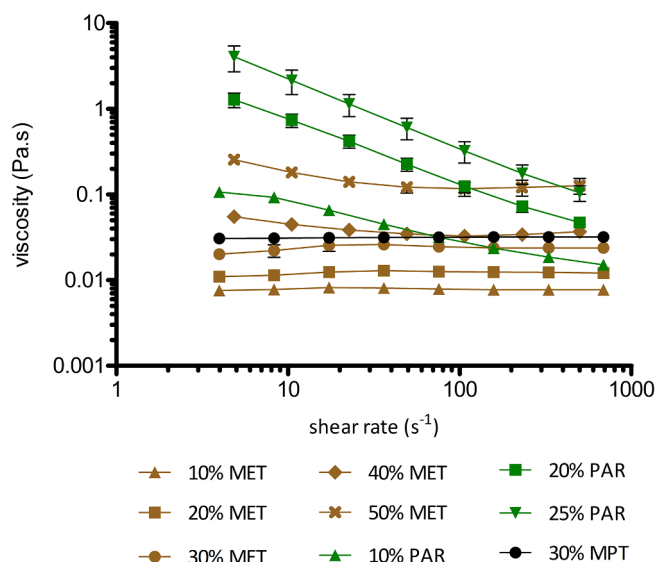 10
1
0.1
0.01
0.001
viscosity (Pa.s)
1 10 100 1000
shear rate (s⁻¹)
10% MET 40% MET 20% PAR
20% MET 50% MET 25% PAR
30% MET 10% PAR 30% MPT